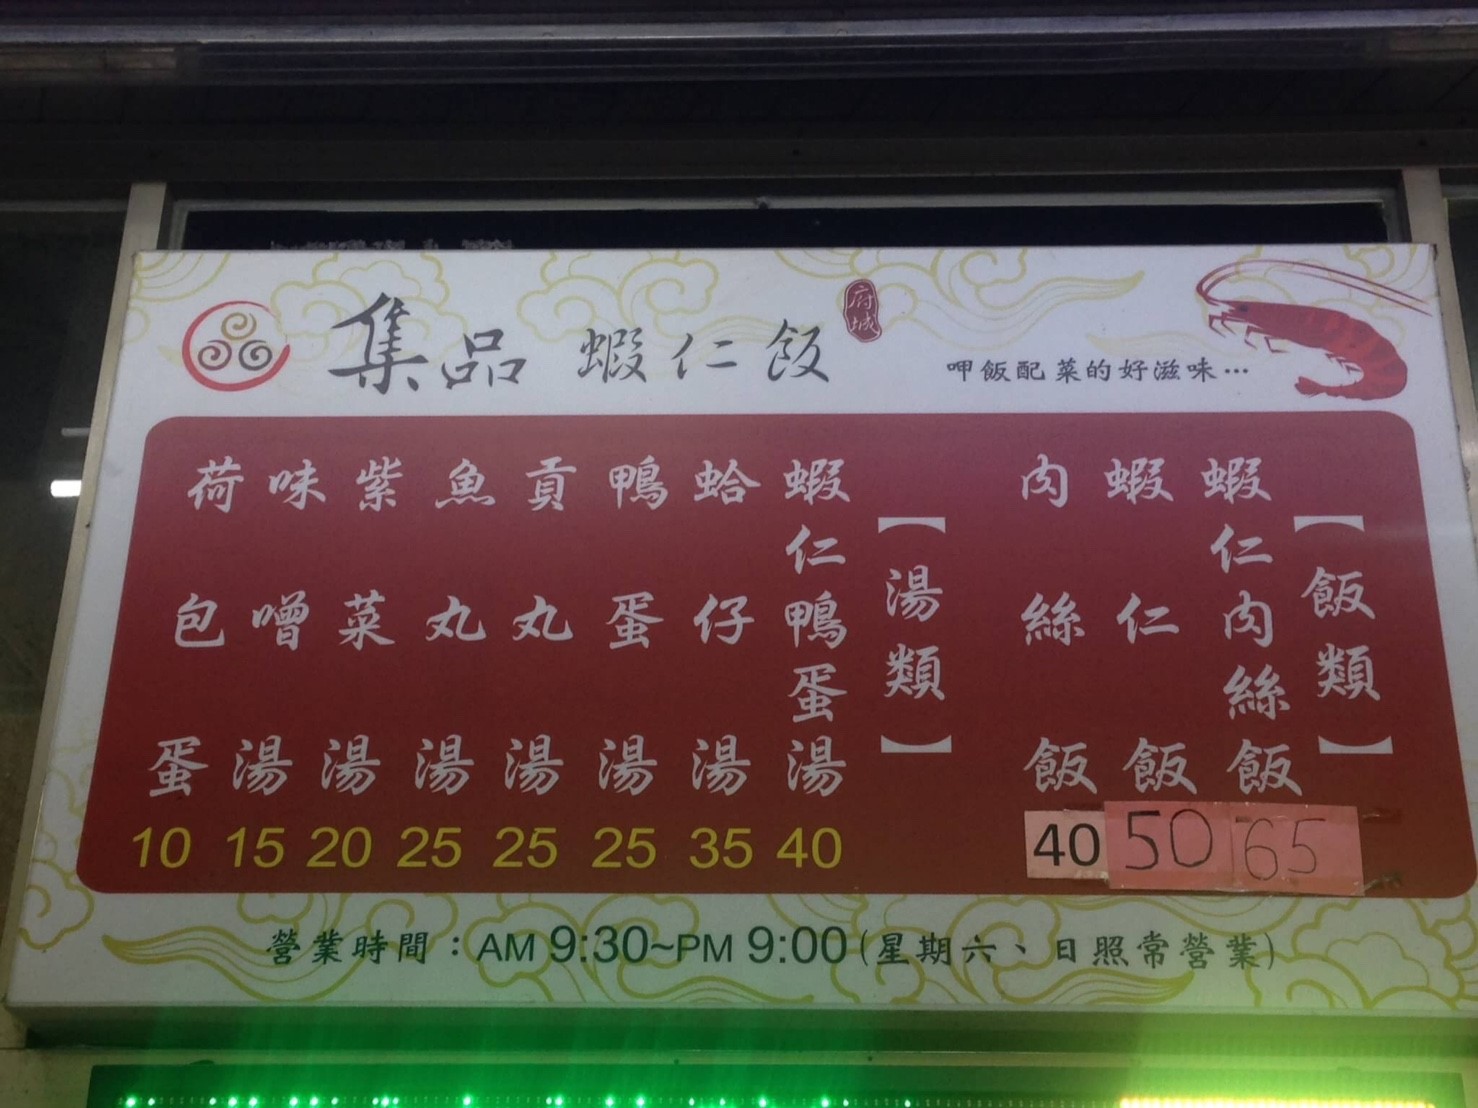 集品 蝦仁飯
府城
呷飯配菜的好滋味…
【飯類】
蝦仁肉絲飯 65
蝦仁飯 50
肉絲飯 40
【湯類】
蝦仁鴨蛋湯 40
蛤仔湯 35
鴨蛋湯 25
貢丸湯 25
魚丸湯 25
紫菜湯 20
味噌湯 15
荷包蛋 10
營業時間：AM 9:30~PM 9:00(星期六、日照常營業)